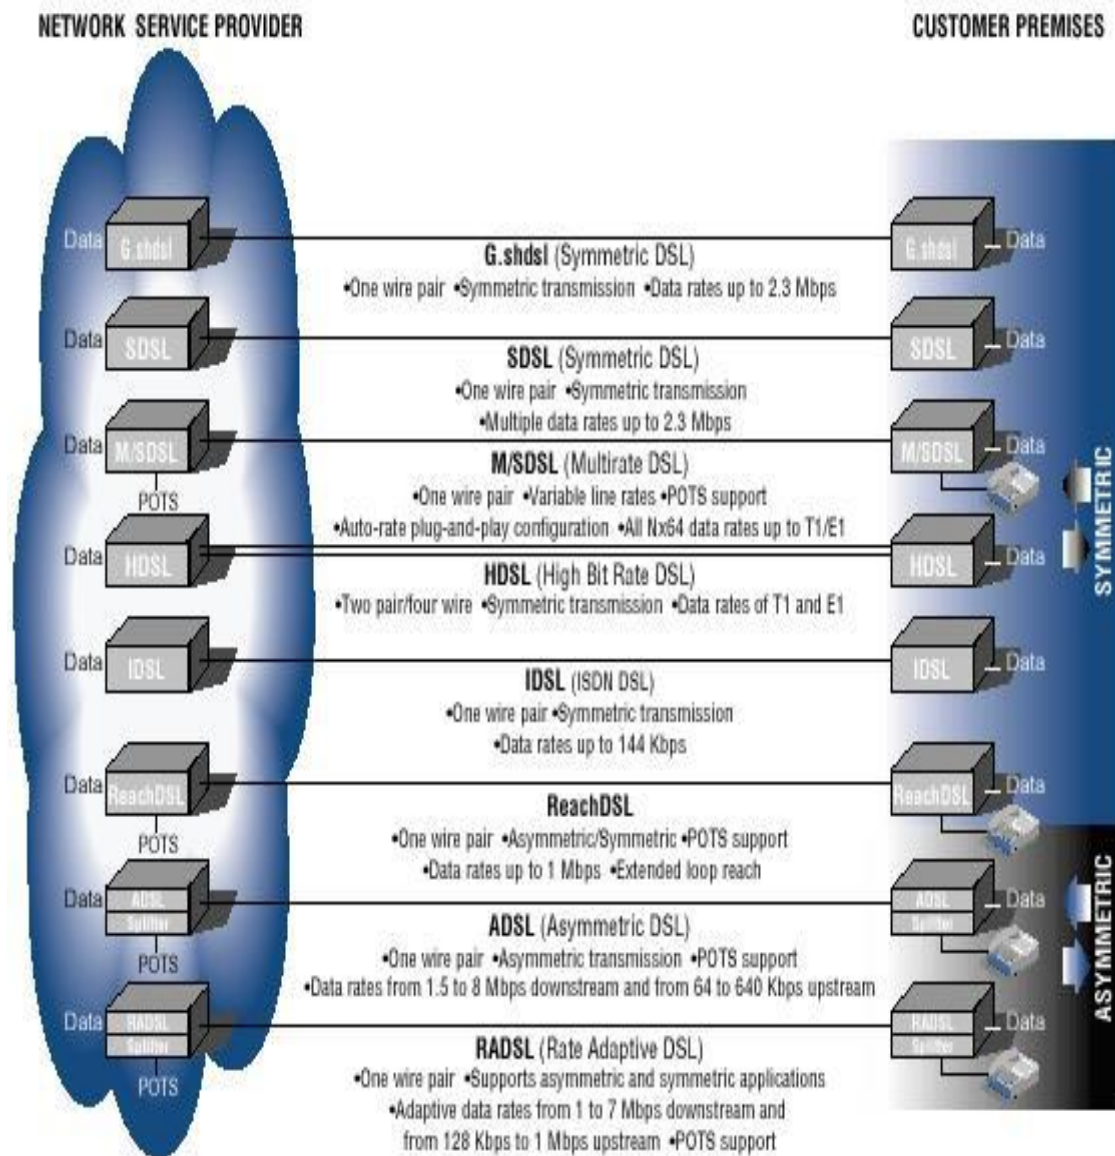 NETWORK SERVICE PROVIDER
CUSTOMER PREMISES
Data G.shdsl
G.shdsl Data
G.shdsl (Symmetric DSL)
•One wire pair •Symmetric transmission •Data rates up to 2.3 Mbps
Data SDSL
SDSL Data
SDSL (Symmetric DSL)
•One wire pair •Symmetric transmission
•Multiple data rates up to 2.3 Mbps
Data M/SDSL
M/SDSL Data
POTS
M/SDSL (Multirate DSL)
•One wire pair •Variable line rates •POTS support
•Auto-rate plug-and-play configuration •All Nx64 data rates up to T1/E1
Data HDSL
HDSL Data
HDSL (High Bit Rate DSL)
•Two pair/four wire •Symmetric transmission •Data rates of T1 and E1
SYMMETRIC
Data IDSL
IDSL Data
IDSL (ISDN DSL)
•One wire pair •Symmetric transmission
•Data rates up to 144 Kbps
Data ReachDSL
ReachDSL Data
POTS
ReachDSL
•One wire pair •Asymmetric/Symmetric •POTS support
•Data rates up to 1 Mbps •Extended loop reach
Data ADSL
Splitter
ADSL Data
Splitter
POTS
ADSL (Asymmetric DSL)
•One wire pair •Asymmetric transmission •POTS support
•Data rates from 1.5 to 8 Mbps downstream and from 64 to 640 Kbps upstream
ASYMMETRIC
Data RADSL
Splitter
RADSL Data
Splitter
POTS
RADSL (Rate Adaptive DSL)
•One wire pair •Supports asymmetric and symmetric applications
•Adaptive data rates from 1 to 7 Mbps downstream and
from 128 Kbps to 1 Mbps upstream •POTS support